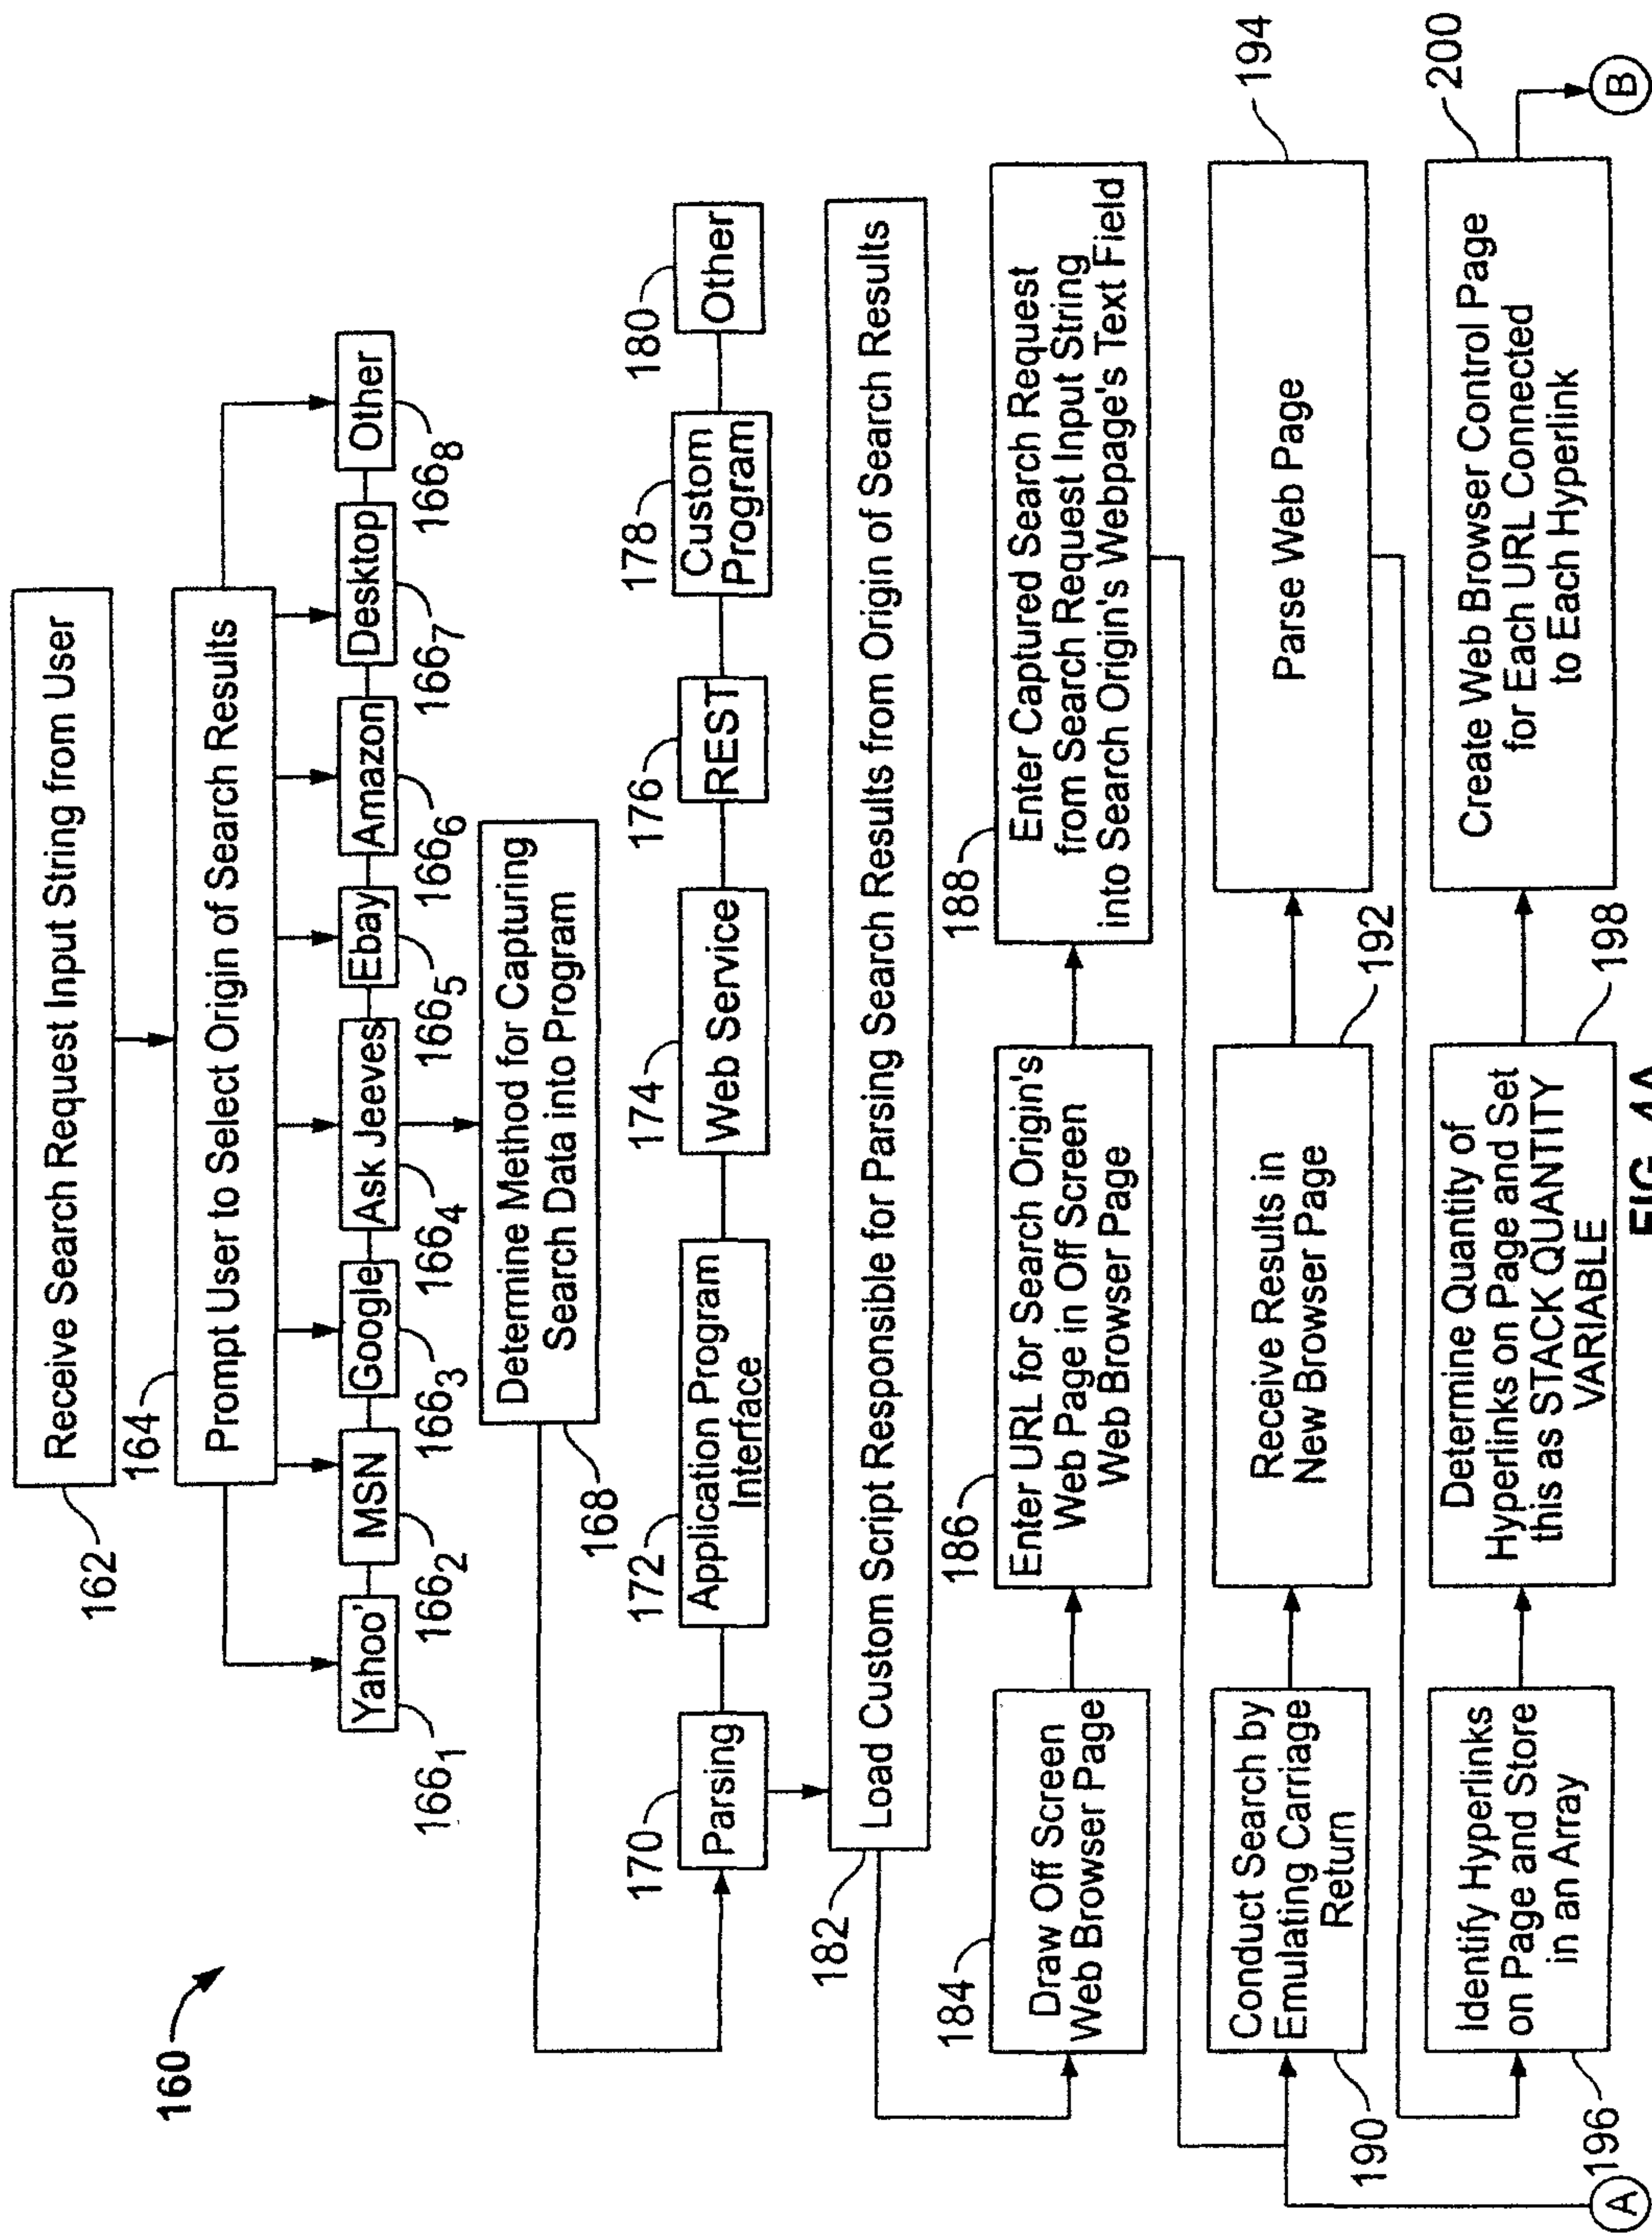 160
Receive Search Request Input String from User
162
164
Prompt User to Select Origin of Search Results
Yahoo'
MSN
Google
Ask Jeeves
Ebay
Amazon
Desktop
Other
166₁
166₂
166₃
166₄
166₅
166₆
166₇
166₈
Determine Method for Capturing
Search Data into Program
168
170
172
174
176
178
180
Parsing
Application Program
Interface
Web Service
REST
Custom
Program
Other
Load Custom Script Responsible for Parsing Search Results from Origin of Search Results
182
184
Draw Off Screen
Web Browser Page
186
Enter URL for Search Origin's
Web Page in Off Screen
Web Browser Page
188
Enter Captured Search Request
from Search Request Input String
into Search Origin's Webpage's Text Field
Conduct Search by
Emulating Carriage
Return
190
Receive Results in
New Browser Page
192
Parse Web Page
194
Identify Hyperlinks
on Page and Store
in an Array
196
Determine Quantity of
Hyperlinks on Page and Set
this as STACK QUANTITY
VARIABLE
198
Create Web Browser Control Page
for Each URL Connected
to Each Hyperlink
200
A
B
FIG. 4A